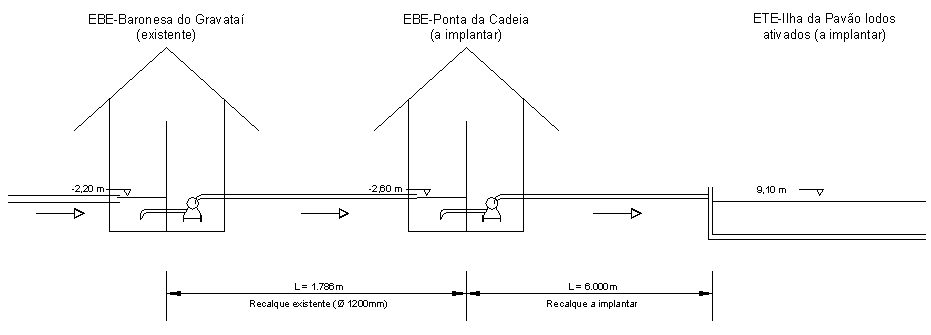 EBE-Baronesa do Gravataí
(existente)
EBE-Ponta da Cadeia
(a implantar)
ETE-Ilha da Pavão lodos
ativados (a implantar)
-2,20 m
-2,60 m
9,10 m
L = 1.786m
Recalque existente (Ø 1200mm)
L = 6.000m
Recalque a implantar